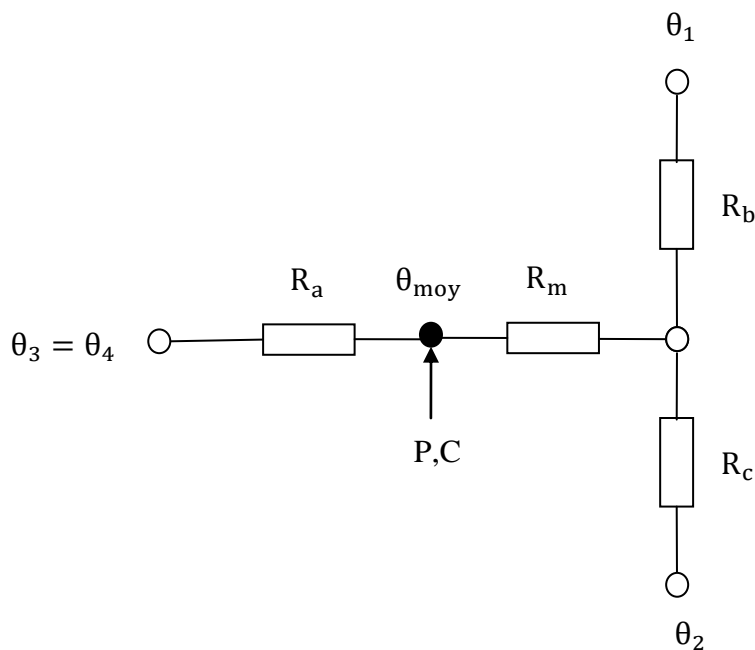 θ₁
R_b
R_a
θ_moy
R_m
θ₃ = θ₄
P,C
R_c
θ₂